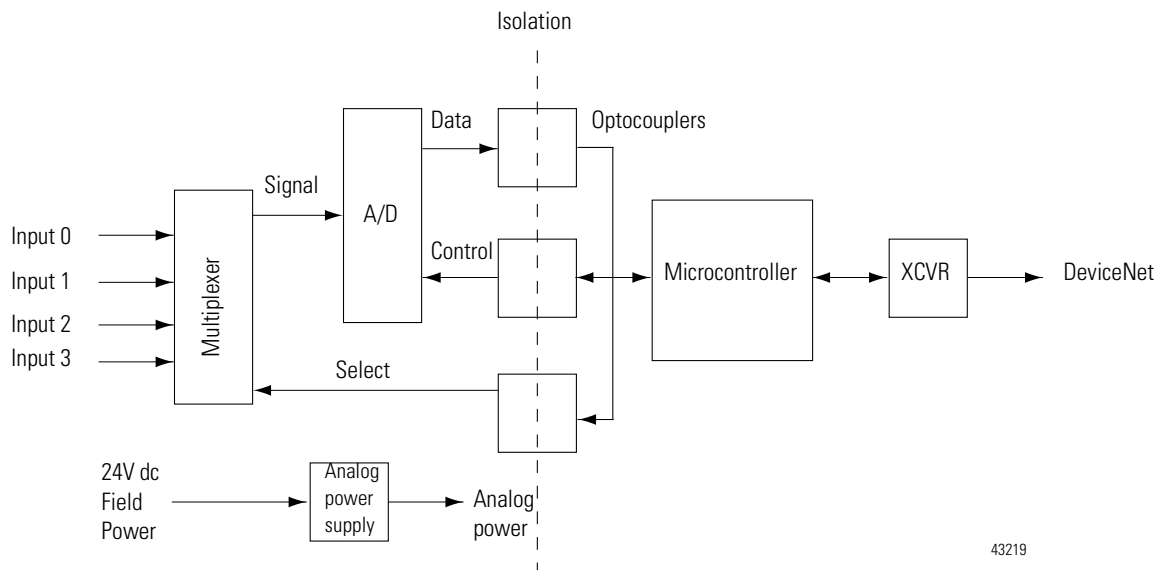 Isolation
Data
Optocouplers
Signal
A/D
Input 0
Control
Microcontroller
XCVR
DeviceNet
Input 1
Multiplexer
Input 2
Input 3
Select
24V dc
Field
Power
Analog
power
supply
Analog
power
43219